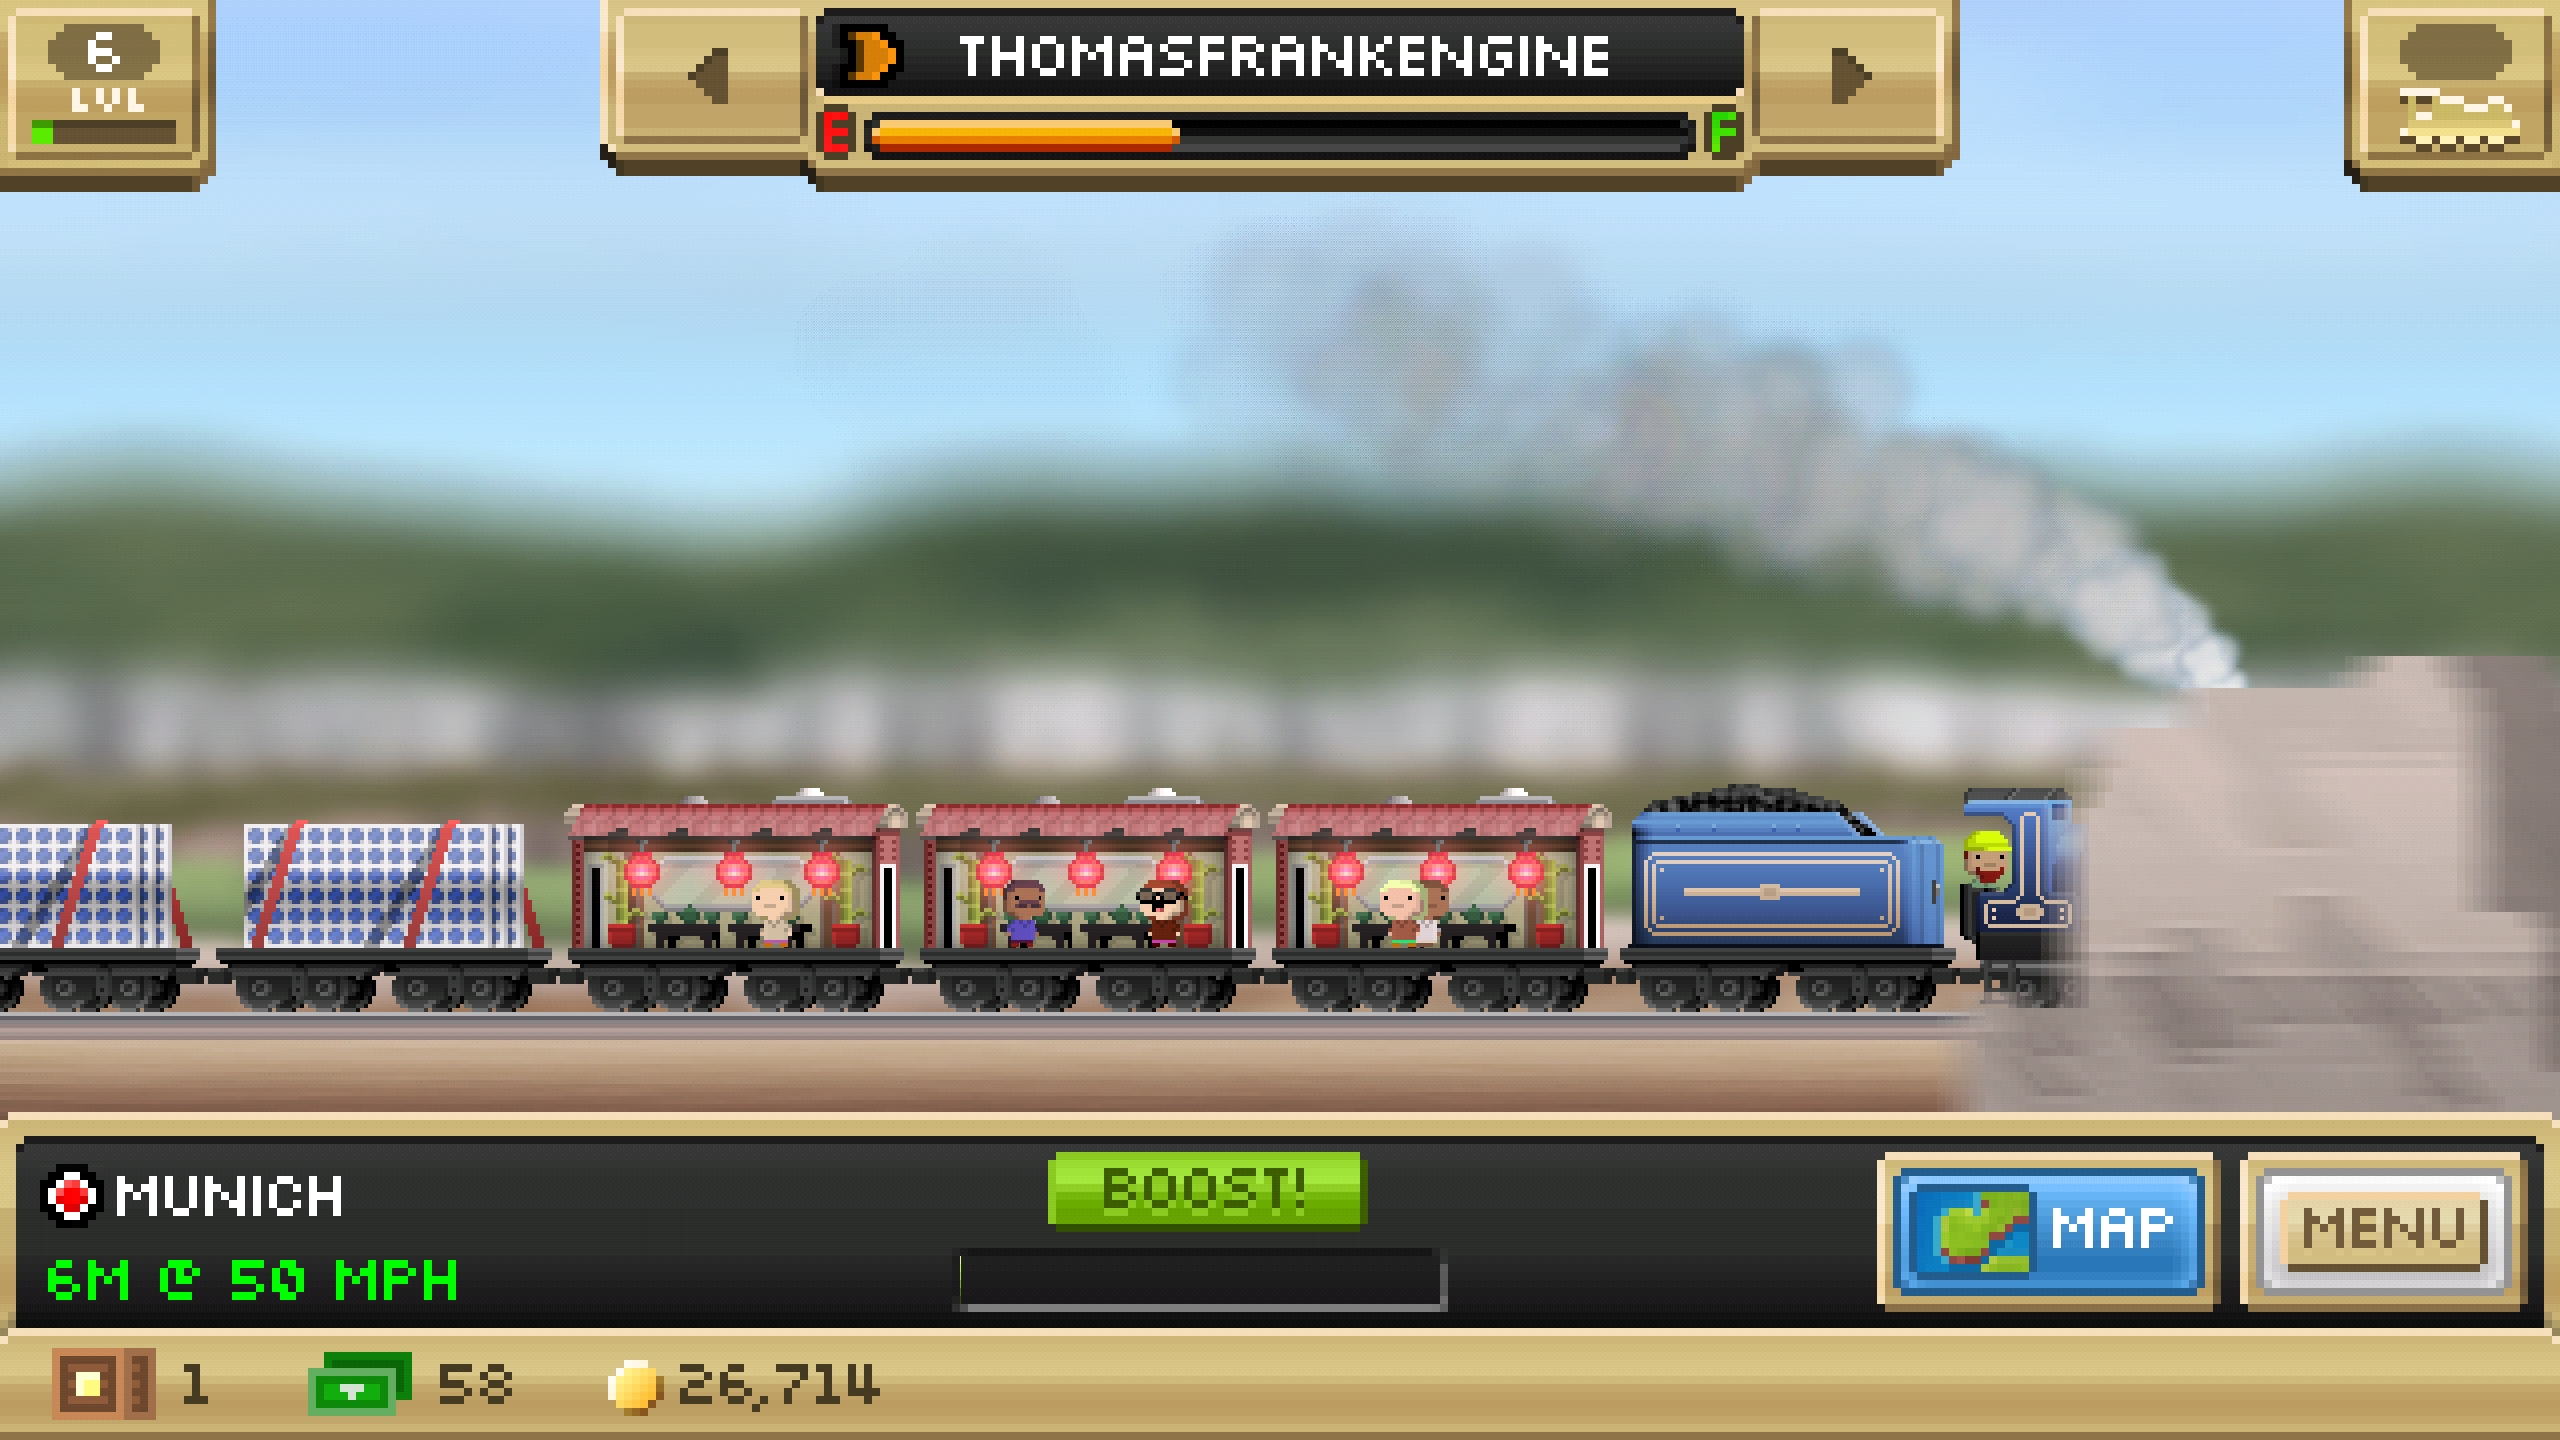 6
LVL
THOMASFRANKENGINE
E
F
MUNICH
6M @ 50 MPH
BOOST!
MAP
MENU
1
58
26,714